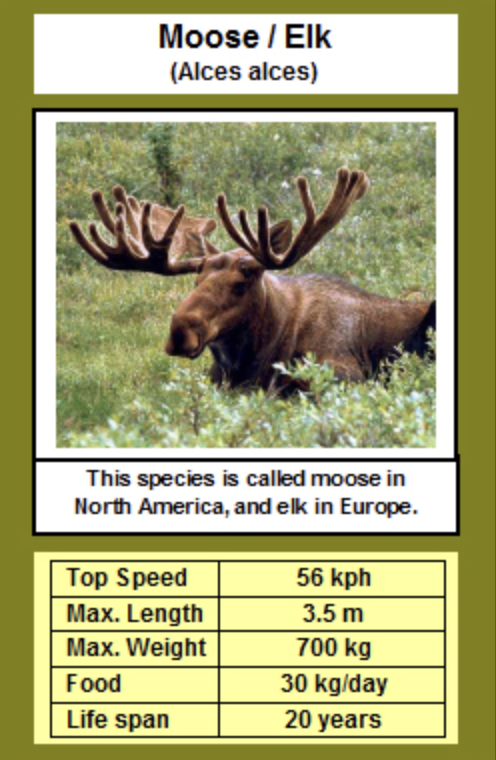 Moose / Elk
(Alces alces)
This species is called moose in
North America, and elk in Europe.
Top Speed 56 kph
Max. Length 3.5 m
Max. Weight 700 kg
Food 30 kg/day
Life span 20 years